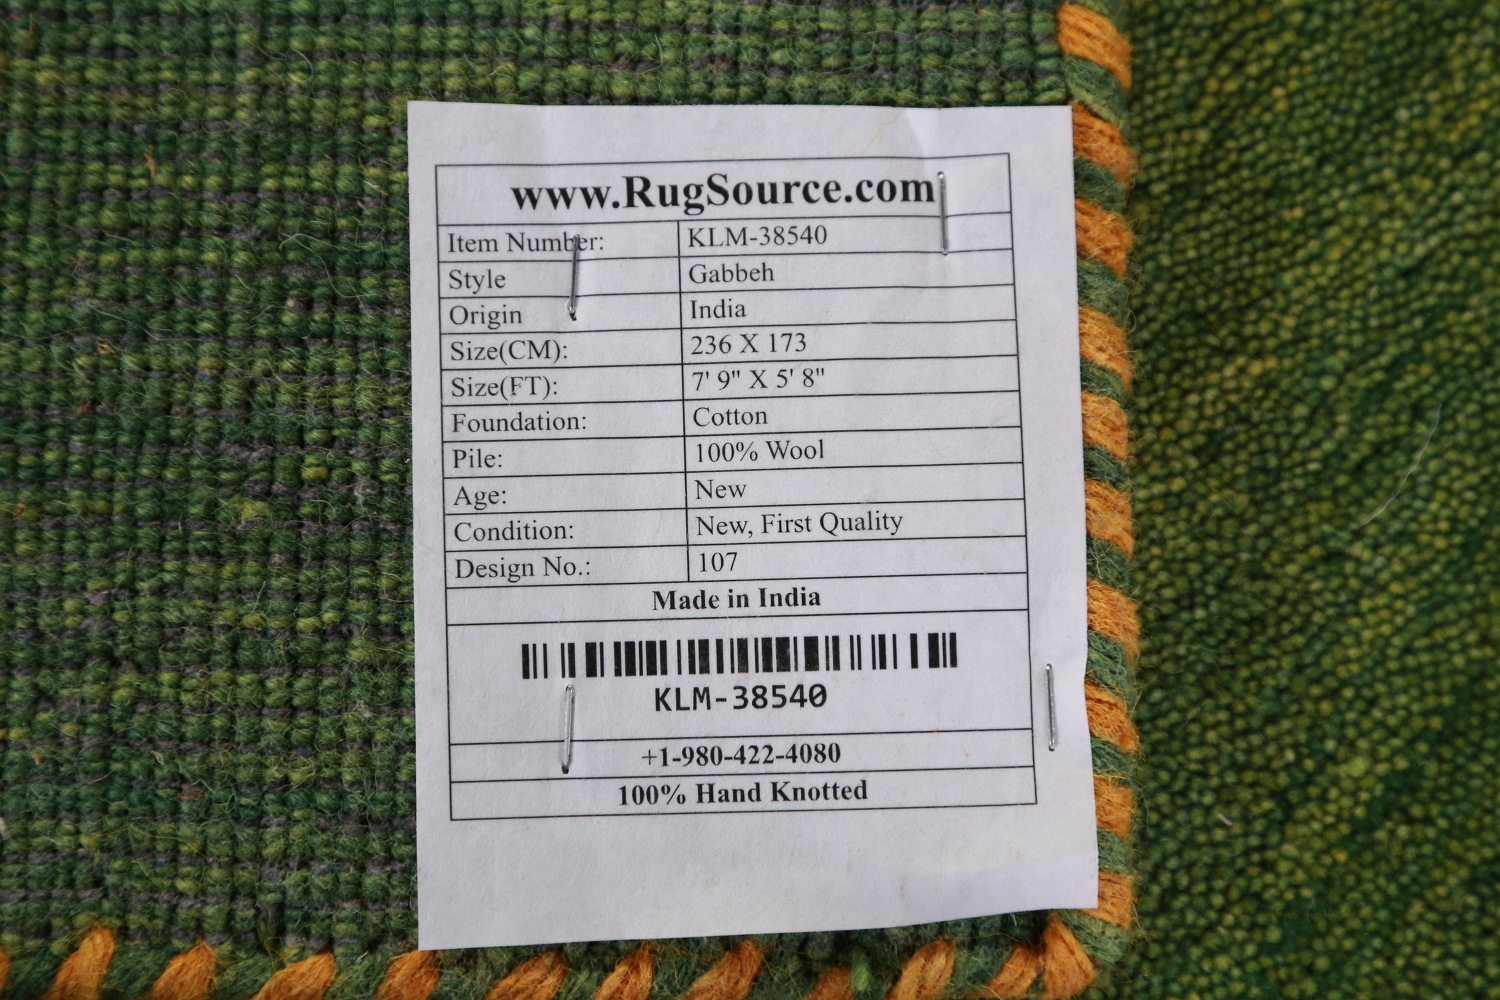 www.RugSource.com
Item Number: KLM-38540
Style Gabbeh
Origin India
Size(CM): 236 X 173
Size(FT): 7' 9" X 5' 8"
Foundation: Cotton
Pile: 100% Wool
Age: New
Condition: New, First Quality
Design No.: 107
Made in India
KLM-38540
+1-980-422-4080
100% Hand Knotted